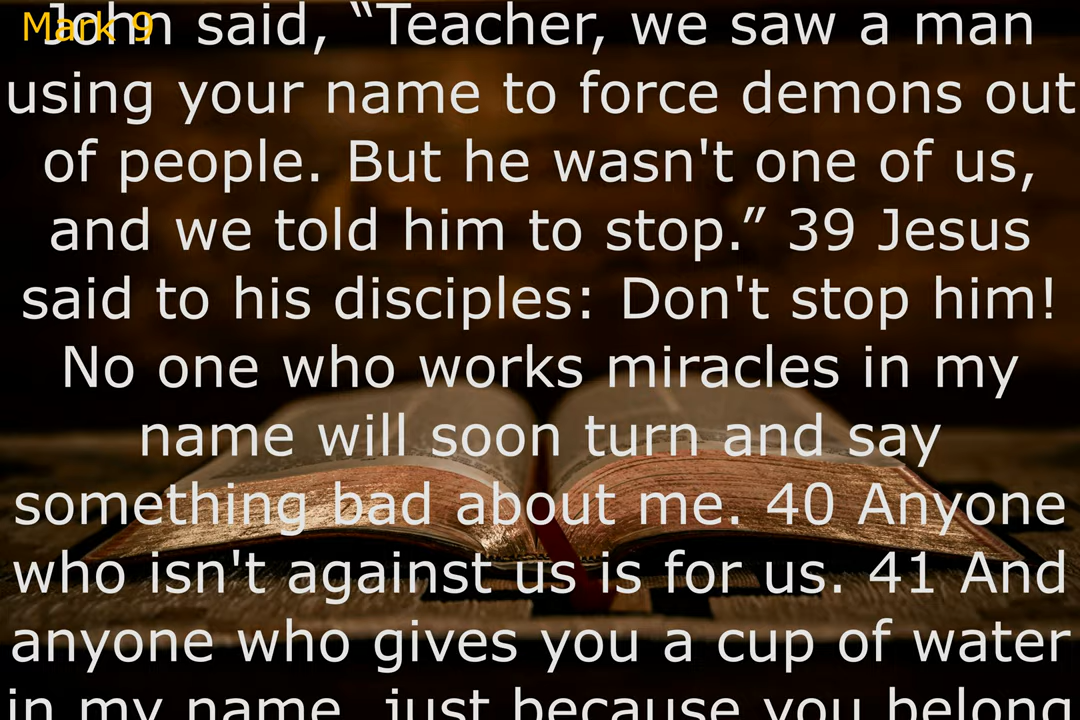 Mark 9
John said, “Teacher, we saw a man
using your name to force demons out
of people. But he wasn't one of us,
and we told him to stop.” 39 Jesus
said to his disciples: Don't stop him!
No one who works miracles in my
name will soon turn and say
something bad about me. 40 Anyone
who isn't against us is for us. 41 And
anyone who gives you a cup of water
in my name, just because you belong